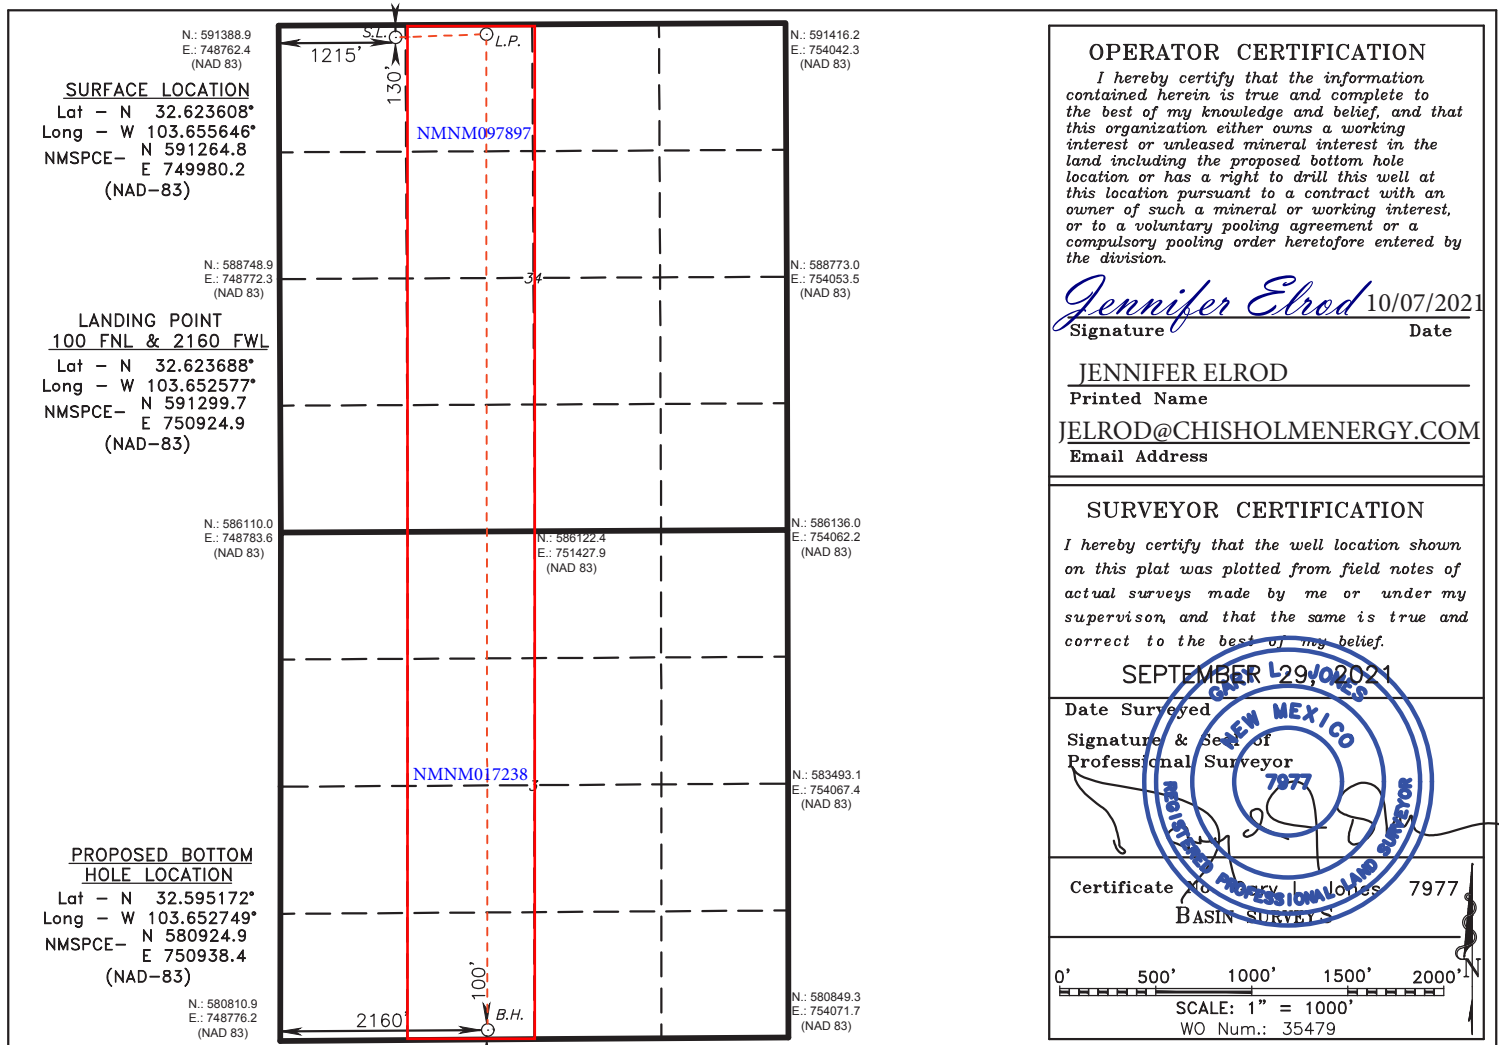 N.: 591388.9
E.: 748762.4
(NAD 83)
S.L.
L.P.
1215'
130'
N.: 591416.2
E.: 754042.3
(NAD 83)
SURFACE LOCATION
Lat - N 32.623608°
Long - W 103.655646°
NMSPCE- N 591264.8
E 749980.2
(NAD-83)
NMNM097897
N.: 588748.9
E.: 748772.3
(NAD 83)
34
N.: 588773.0
E.: 754053.5
(NAD 83)
LANDING POINT
100 FNL & 2160 FWL
Lat - N 32.623688°
Long - W 103.652577°
NMSPCE- N 591299.7
E 750924.9
(NAD-83)
N.: 586110.0
E.: 748783.6
(NAD 83)
N.: 586122.4
E.: 751427.9
(NAD 83)
N.: 586136.0
E.: 754062.2
(NAD 83)
NMNM017238
3
N.: 583493.1
E.: 754067.4
(NAD 83)
PROPOSED BOTTOM
HOLE LOCATION
Lat - N 32.595172°
Long - W 103.652749°
NMSPCE- N 580924.9
E 750938.4
(NAD-83)
N.: 580810.9
E.: 748776.2
(NAD 83)
2160'
100'
B.H.
N.: 580849.3
E.: 754071.7
(NAD 83)
OPERATOR CERTIFICATION
I hereby certify that the information
contained herein is true and complete to
the best of my knowledge and belief, and that
this organization either owns a working
interest or unleased mineral interest in the
land including the proposed bottom hole
location or has a right to drill this well at
this location pursuant to a contract with an
owner of such a mineral or working interest,
or to a voluntary pooling agreement or a
compulsory pooling order heretofore entered by
the division.
Jennifer Elrod 10/07/2021
Signature Date
JENNIFER ELROD
Printed Name
JELROD@CHISHOLMENERGY.COM
Email Address
SURVEYOR CERTIFICATION
I hereby certify that the well location shown
on this plat was plotted from field notes of
actual surveys made by me or under my
supervison, and that the same is true and
correct to the best of my belief.
SEPTEMBER 29, 2021
Date Surveyed
Signature & Seal of
Professional Surveyor
GARY L. JONES
NEW MEXICO
7977
REGISTERED PROFESSIONAL LAND SURVEYOR
Certificate No. Gary L. Jones 7977
BASIN SURVEYS
N
0' 500' 1000' 1500' 2000'
SCALE: 1" = 1000'
WO Num.: 35479